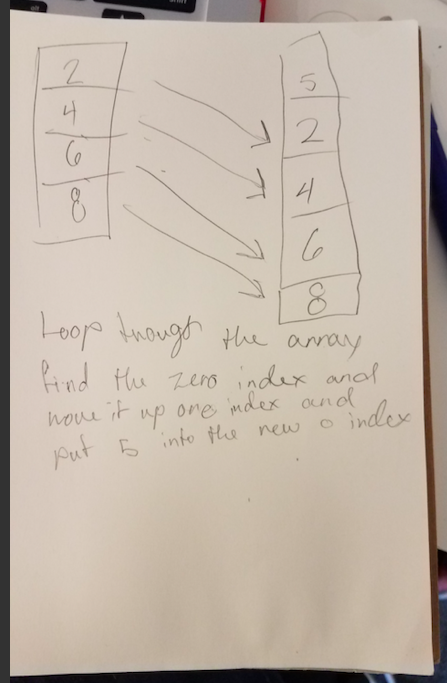 2
4
6
8
5
2
4
6
8
Loop though the array
find the zero index and
move it up one index and
put 5 into the new 0 index